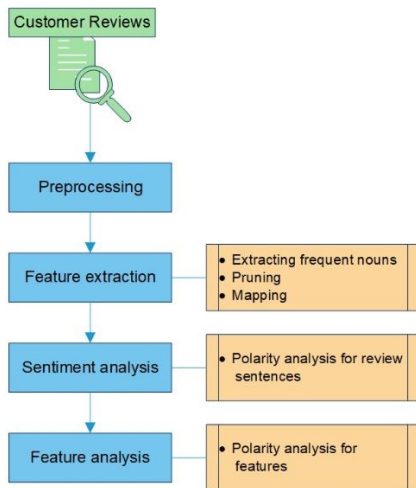 Customer Reviews
Preprocessing
Feature extraction
• Extracting frequent nouns
• Pruning
• Mapping
Sentiment analysis
• Polarity analysis for review
sentences
Feature analysis
• Polarity analysis for
features